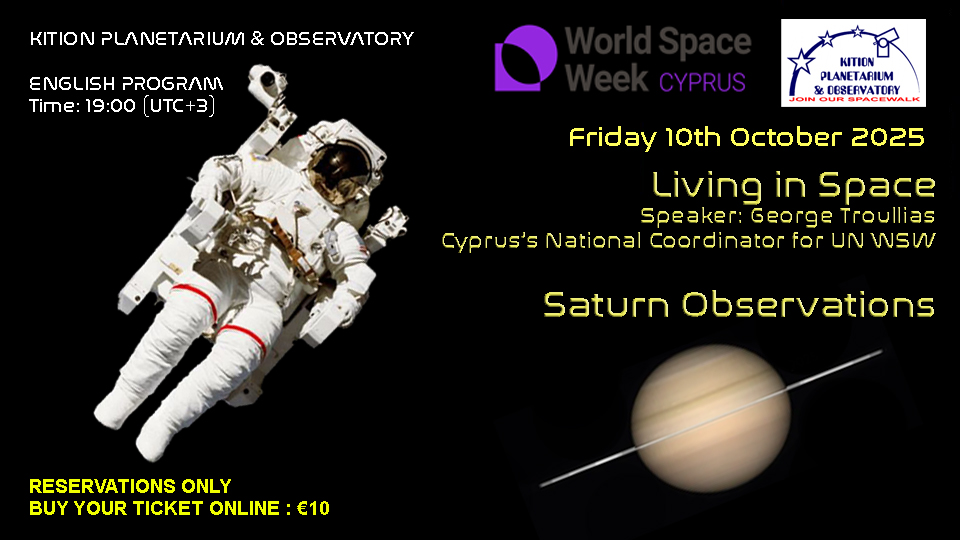 KITION PLANETARIUM & OBSERVATORY
ENGLISH PROGRAM
Time: 19:00 (UTC+3)
World Space
Week CYPRUS
KITION
PLANETARIUM
& OBSERVATORY
JOIN OUR SPACEWALK
Friday 10th October 2025
Living in Space
Speaker: George Troullias
Cyprus's National Coordinator for UN WSW
Saturn Observations
RESERVATIONS ONLY
BUY YOUR TICKET ONLINE : €10